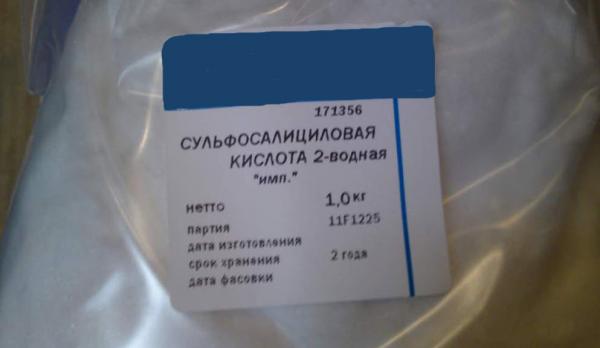 171356
СУЛЬФОСАЛИЦИЛОВАЯ
КИСЛОТА 2-водная
"имп."
нетто 1,0 кг
партия 11F1225
дата изготовления
срок хранения 2 года
дата фасовки